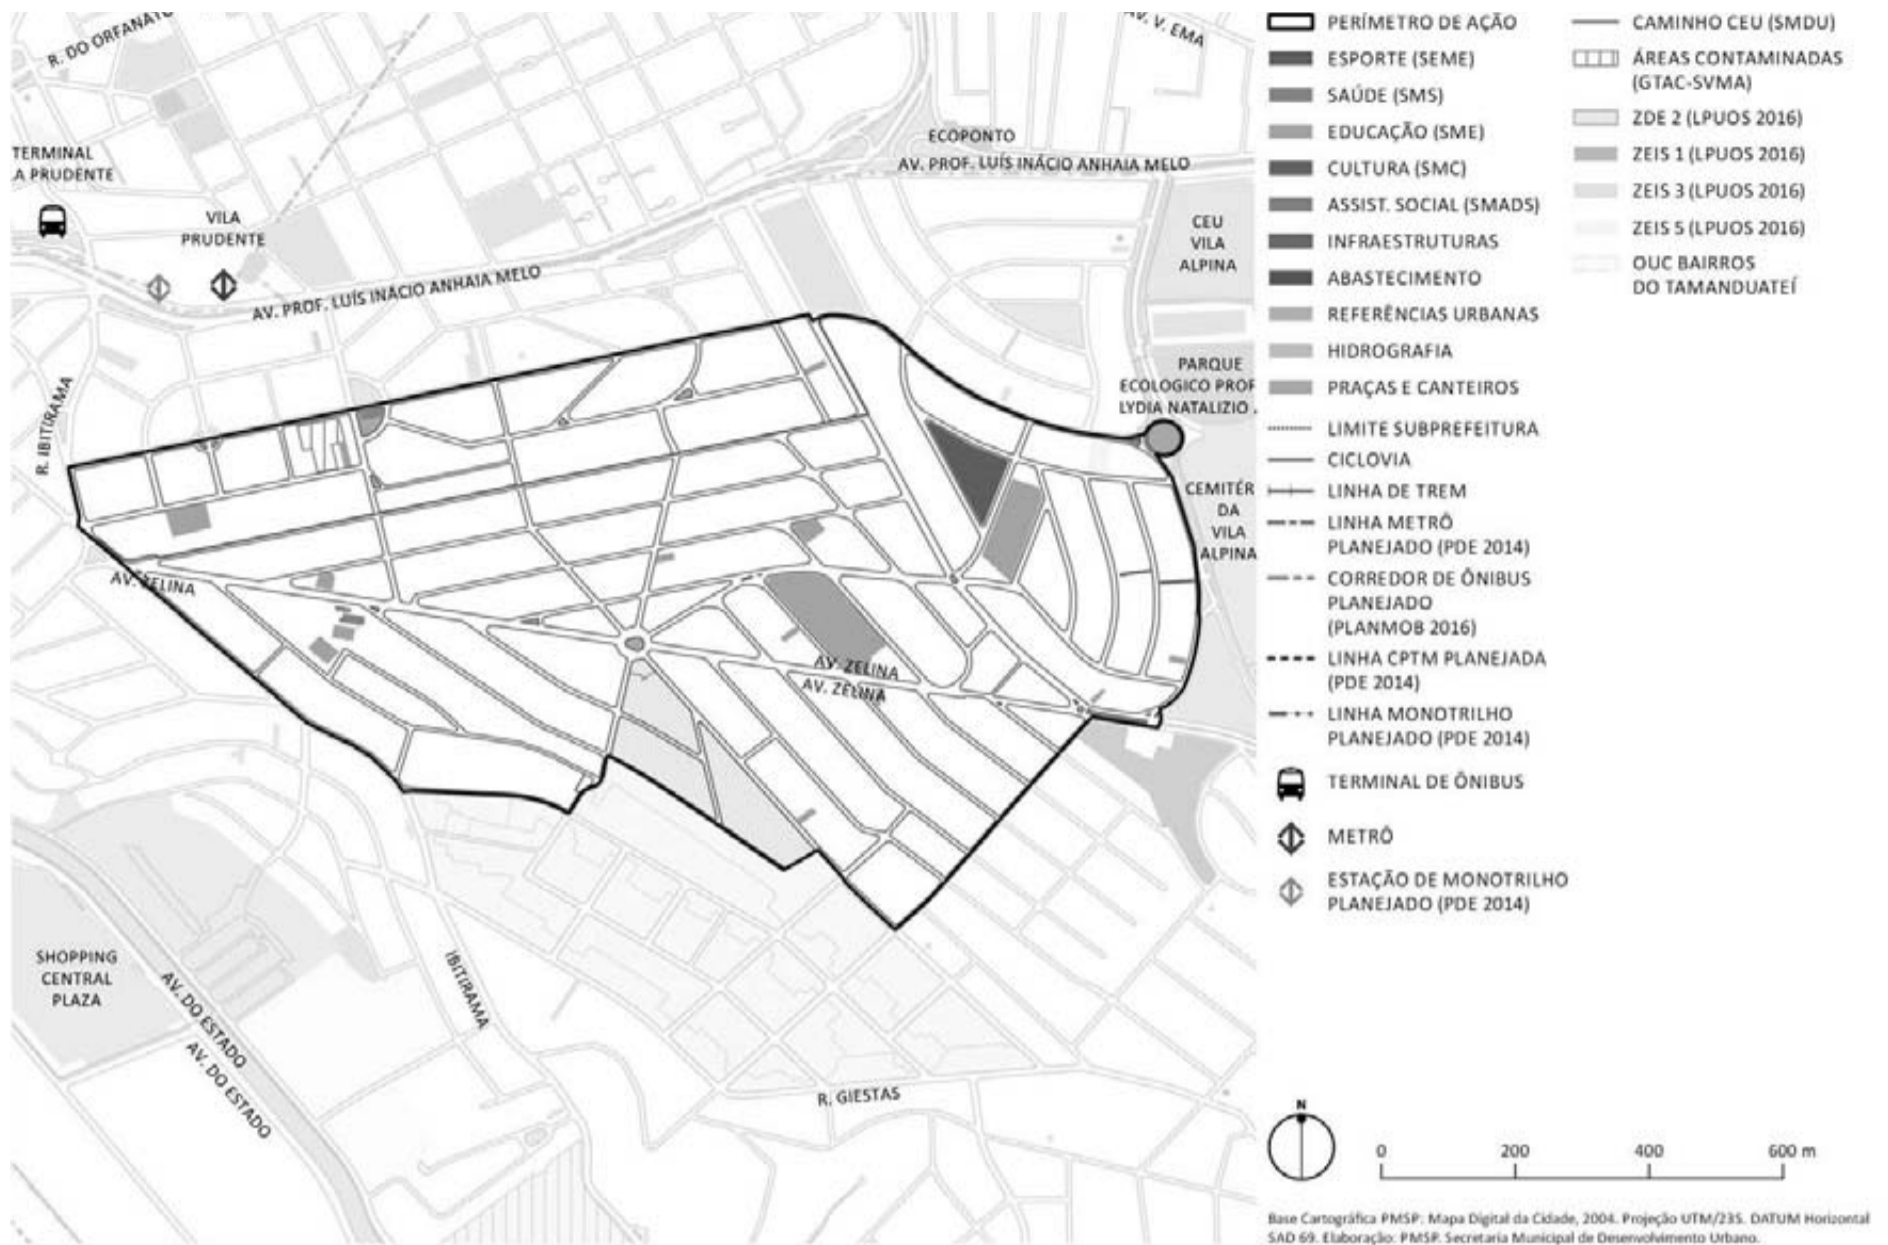 R. DO ORFANATO
AV. V. EMA
TERMINAL
A PRUDENTE
VILA
PRUDENTE
ECOPONTO
AV. PROF. LUÍS INÁCIO ANHAIA MELO
AV. PROF. LUÍS INÁCIO ANHAIA MELO
CEU
VILA
ALPINA
PARQUE
ECOLOGICO PROF
LYDIA NATALIZIO
R. IBITIRAMA
CEMITÉR
DA
VILA
ALPINA
AV. ZELINA
AV. ZELINA
AV. ZELINA
SHOPPING
CENTRAL
PLAZA
AV. DO ESTADO
AV. DO ESTADO
IBITIRAMA
R. GIESTAS
PERÍMETRO DE AÇÃO
ESPORTE (SEME)
SAÚDE (SMS)
EDUCAÇÃO (SME)
CULTURA (SMC)
ASSIST. SOCIAL (SMADS)
INFRAESTRUTURAS
ABASTECIMENTO
REFERÊNCIAS URBANAS
HIDROGRAFIA
PRAÇAS E CANTEIROS
LIMITE SUBPREFEITURA
CICLOVIA
LINHA DE TREM
LINHA METRÔ
PLANEJADO (PDE 2014)
CORREDOR DE ÔNIBUS
PLANEJADO
(PLANMOB 2016)
LINHA CPTM PLANEJADA
(PDE 2014)
LINHA MONOTRILHO
PLANEJADO (PDE 2014)
TERMINAL DE ÔNIBUS
METRÔ
ESTAÇÃO DE MONOTRILHO
PLANEJADO (PDE 2014)
CAMINHO CEU (SMDU)
ÁREAS CONTAMINADAS
(GTAC-SVMA)
ZDE 2 (LPUOS 2016)
ZEIS 1 (LPUOS 2016)
ZEIS 3 (LPUOS 2016)
ZEIS 5 (LPUOS 2016)
OUC BAIRROS
DO TAMANDUATEÍ
N
0 200 400 600 m
Base Cartográfica PMSP: Mapa Digital da Cidade, 2004. Projeção UTM/23S. DATUM Horizontal
SAD 69. Elaboração: PMSP. Secretaria Municipal de Desenvolvimento Urbano.